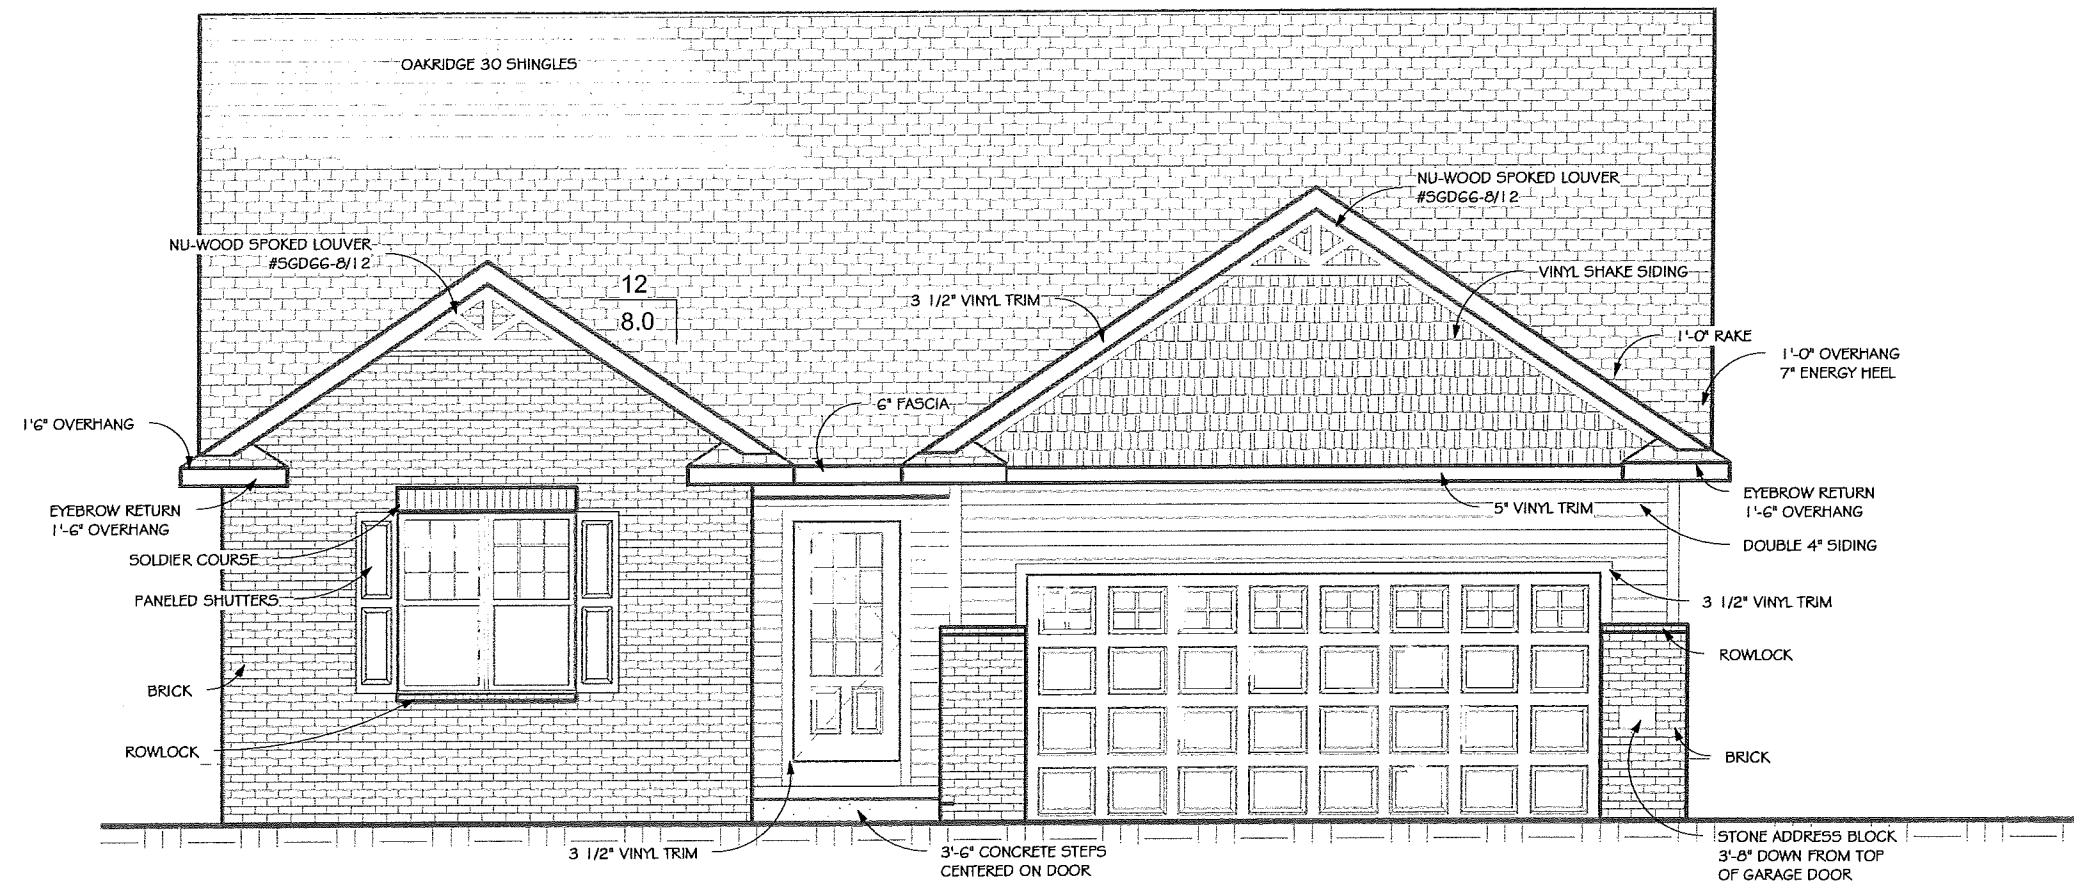 OAKRIDGE 30 SHINGLES
NU-WOOD SPOKED LOUVER
#SGD66-8/12
NU-WOOD SPOKED LOUVER
#SGD66-8/12
VINYL SHAKE SIDING
12
8.0
3 1/2" VINYL TRIM
1'-0" RAKE
1'-0" OVERHANG
7" ENERGY HEEL
6" FASCIA
1'6" OVERHANG
EYEBROW RETURN
1'-6" OVERHANG
5" VINYL TRIM
EYEBROW RETURN
1'-6" OVERHANG
SOLDIER COURSE
DOUBLE 4" SIDING
PANELED SHUTTERS
3 1/2" VINYL TRIM
ROWLOCK
BRICK
ROWLOCK
BRICK
3 1/2" VINYL TRIM
3'-6" CONCRETE STEPS
CENTERED ON DOOR
STONE ADDRESS BLOCK
3'-8" DOWN FROM TOP
OF GARAGE DOOR